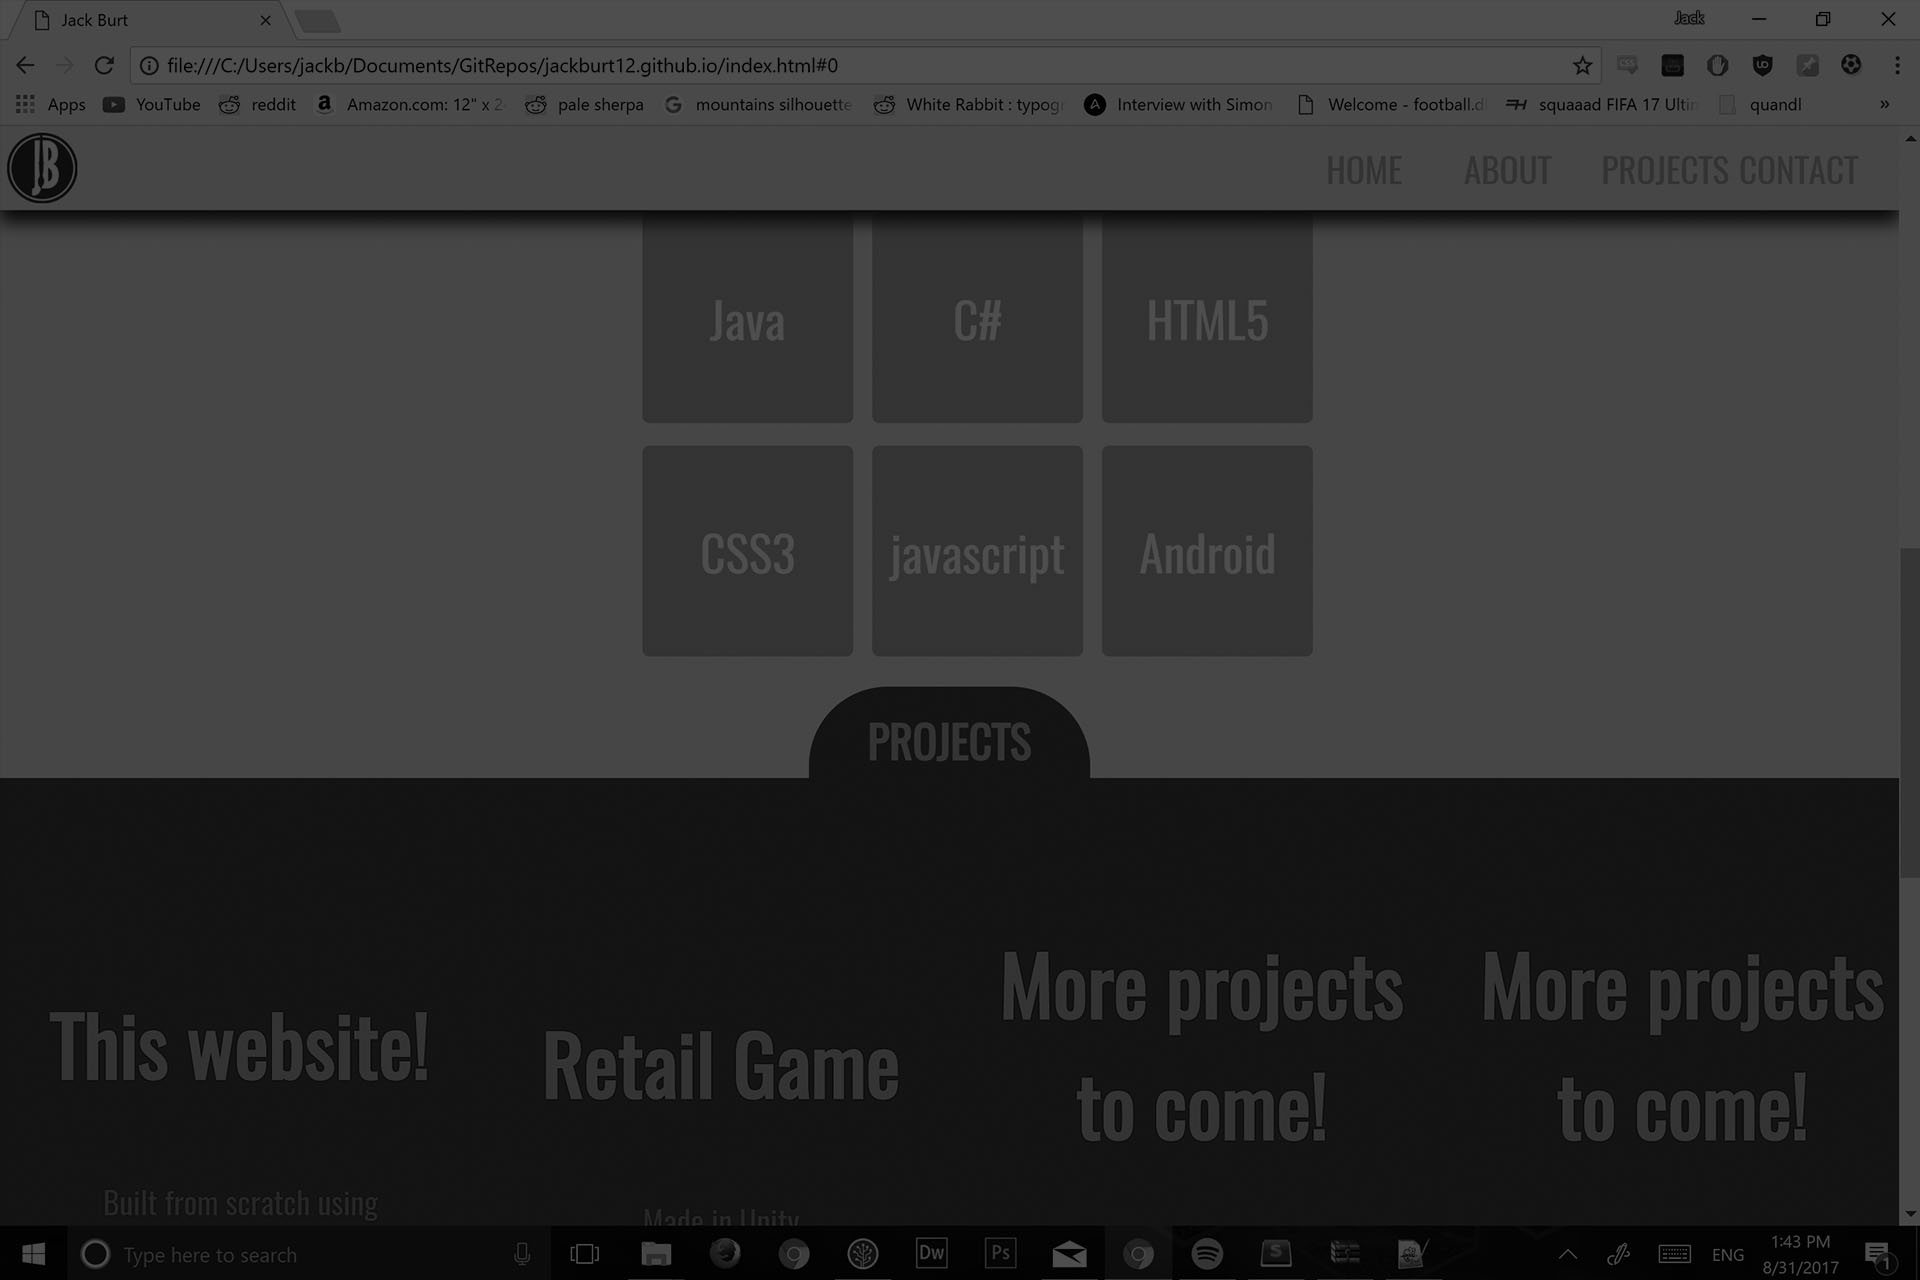 Jack Burt
Jack
file:///C:/Users/jackb/Documents/GitRepos/jackburt12.github.io/index.html#0
Apps YouTube reddit Amazon.com: 12" x 2 pale sherpa mountains silhouette White Rabbit : typogr Interview with Simon Welcome - football.d squaaad FIFA 17 Ultin quandl »
JB HOME ABOUT PROJECTS CONTACT
Java C# HTML5
CSS3 javascript Android
PROJECTS
This website! Retail Game More projects More projects
to come! to come!
Built from scratch using Made in Unity
Type here to search Dw Ps S ENG 1:43 PM
8/31/2017 1